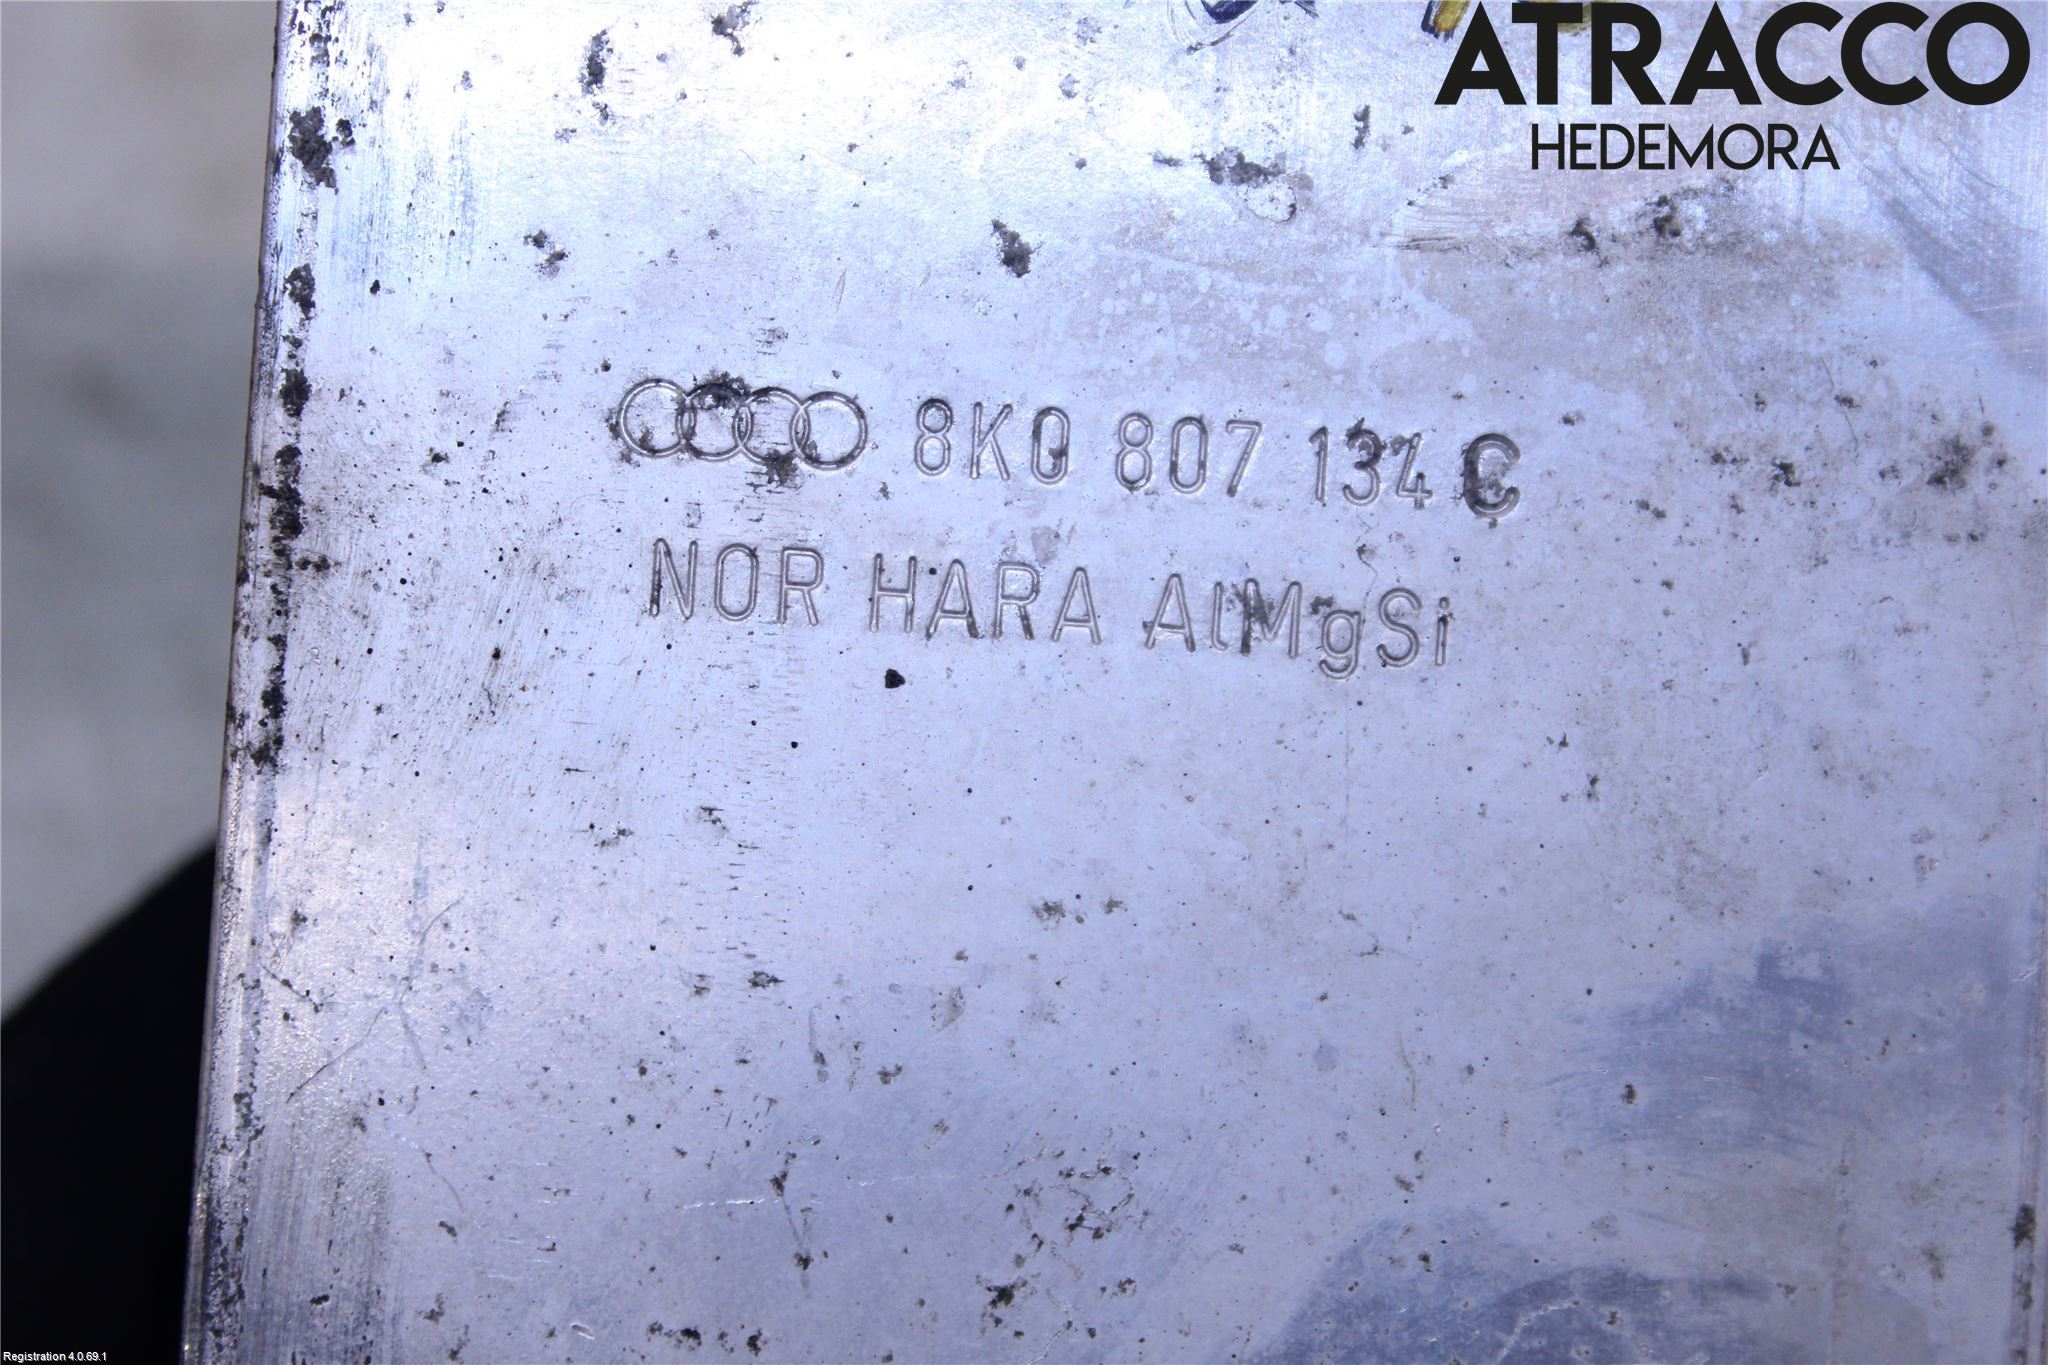 ATRACCO
HEDEMORA
8K0 807 134 C
NOR HARA AlMgSi
Registration 4.0.69.1